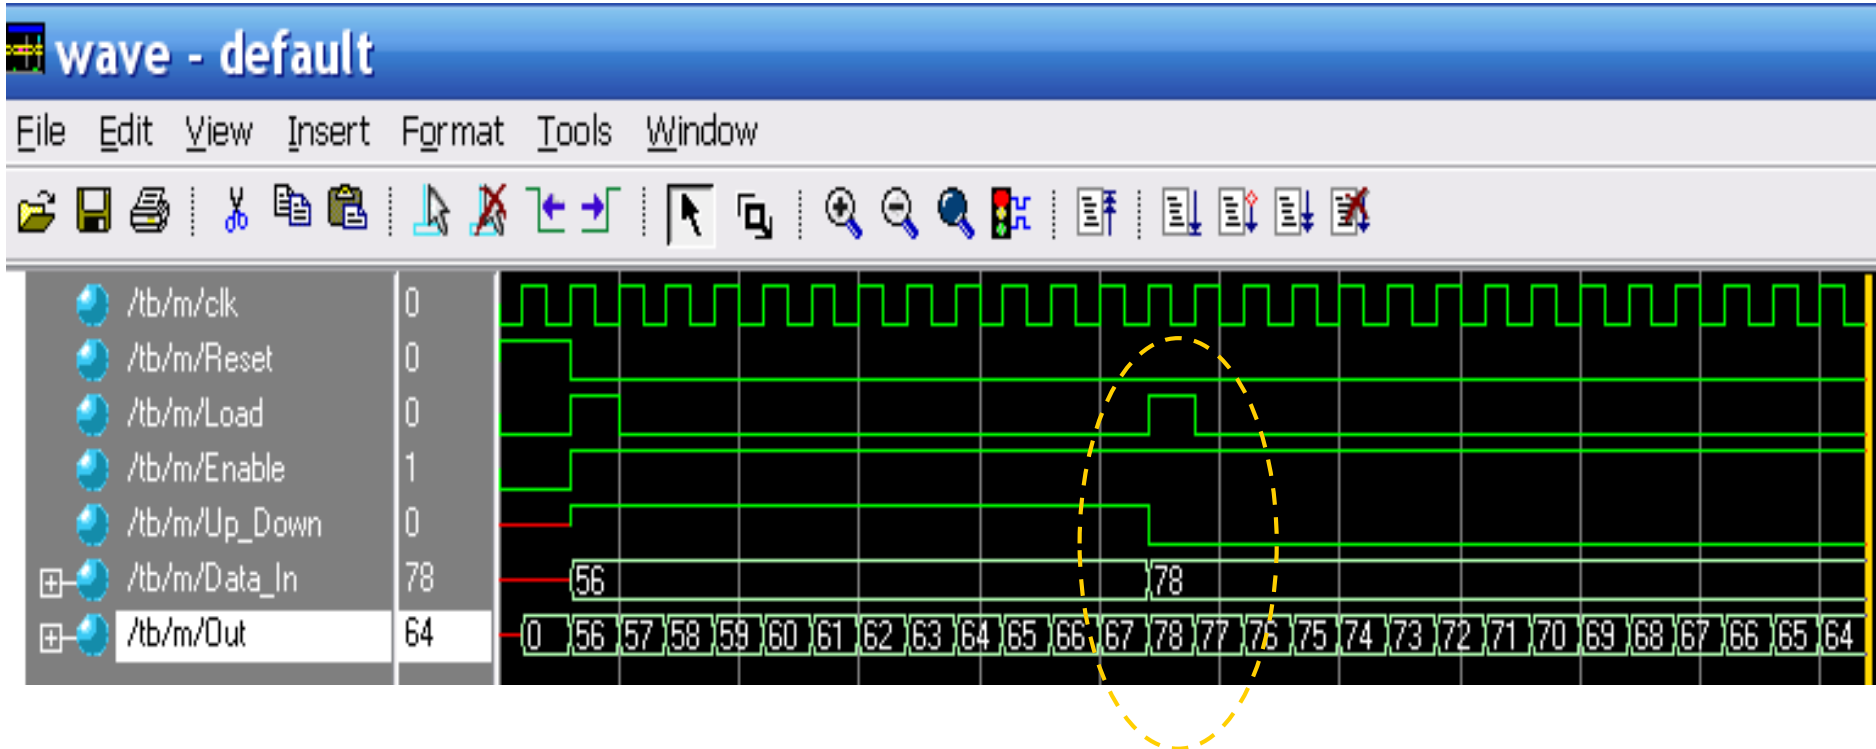 wave - default
File Edit View Insert Format Tools Window
/tb/m/clk 0
/tb/m/Reset 0
/tb/m/Load 0
/tb/m/Enable 1
/tb/m/Up_Down 0
/tb/m/Data_In 78 56 78
/tb/m/Out 64 0 56 57 58 59 60 61 62 63 64 65 66 67 78 77 76 75 74 73 72 71 70 69 68 67 66 65 64